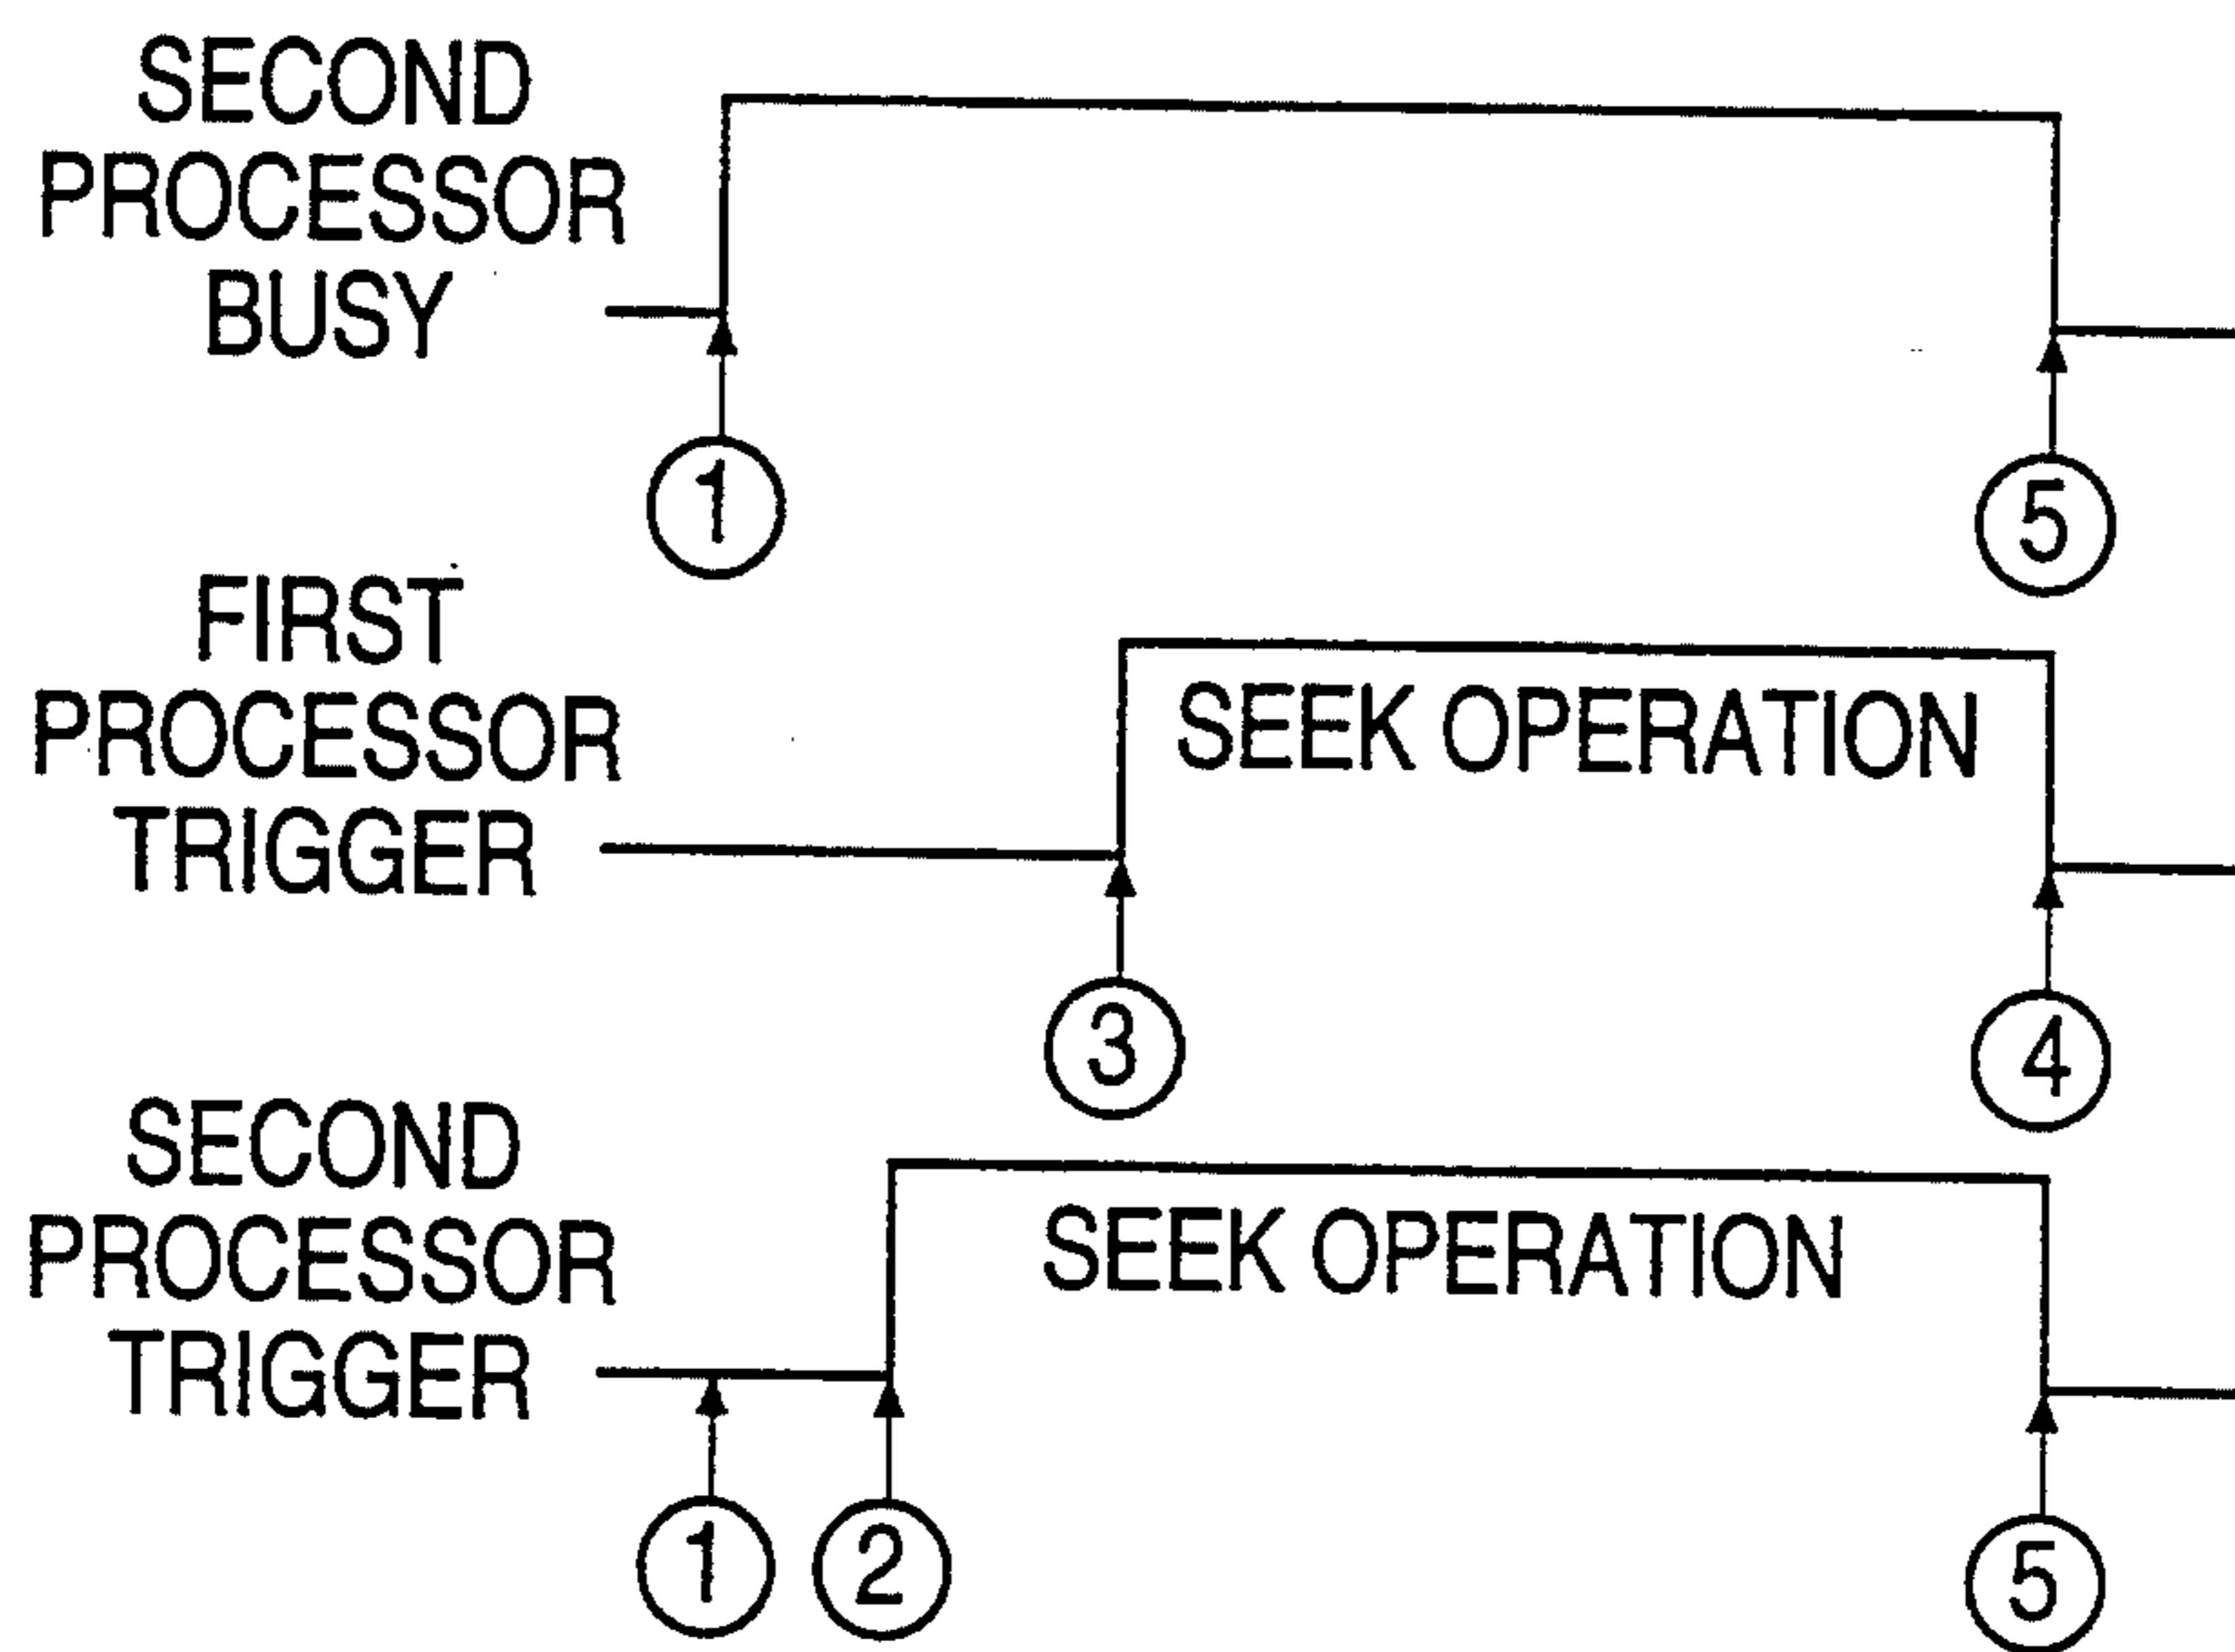 SECOND
PROCESSOR
BUSY
1
5
FIRST
PROCESSOR
TRIGGER
SEEK OPERATION
3
4
SECOND
PROCESSOR
TRIGGER
SEEK OPERATION
1
2
5